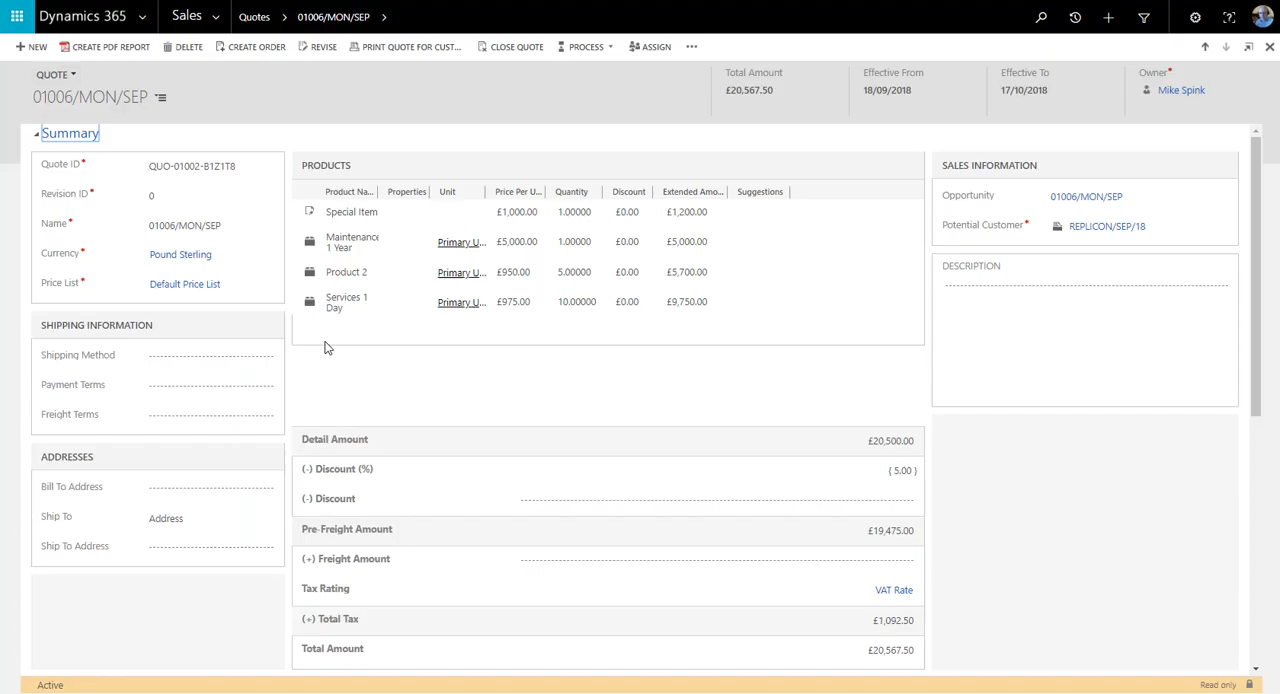 Dynamics 365 Sales Quotes 01006/MON/SEP
NEW CREATE PDF REPORT DELETE CREATE ORDER REVISE PRINT QUOTE FOR CUST... CLOSE QUOTE PROCESS ASSIGN
QUOTE
01006/MON/SEP
Total Amount
£20,567.50
Effective From
18/09/2018
Effective To
17/10/2018
Owner*
Mike Spink
Summary
Quote ID* QUO-01002-B1Z1T8
Revision ID* 0
Name* 01006/MON/SEP
Currency* Pound Sterling
Price List* Default Price List
SHIPPING INFORMATION
Shipping Method
Payment Terms
Freight Terms
ADDRESSES
Bill To Address
Ship To Address
Ship To Address
PRODUCTS
Product Na... Properties Unit Price Per U... Quantity Discount Extended Amo... Suggestions
Special Item £1,000.00 1.00000 £0.00 £1,200.00
Maintenance
1 Year Primary U... £5,000.00 1.00000 £0.00 £5,000.00
Product 2 Primary U... £950.00 5.00000 £0.00 £5,700.00
Services 1
Day Primary U... £975.00 10.00000 £0.00 £9,750.00
Detail Amount £20,500.00
(-) Discount (%) ( 5.00 )
(-) Discount
Pre-Freight Amount £19,475.00
(+) Freight Amount
Tax Rating VAT Rate
(+) Total Tax £1,092.50
Total Amount £20,567.50
SALES INFORMATION
Opportunity 01006/MON/SEP
Potential Customer* REPLICON/SEP/18
DESCRIPTION
Active Read only